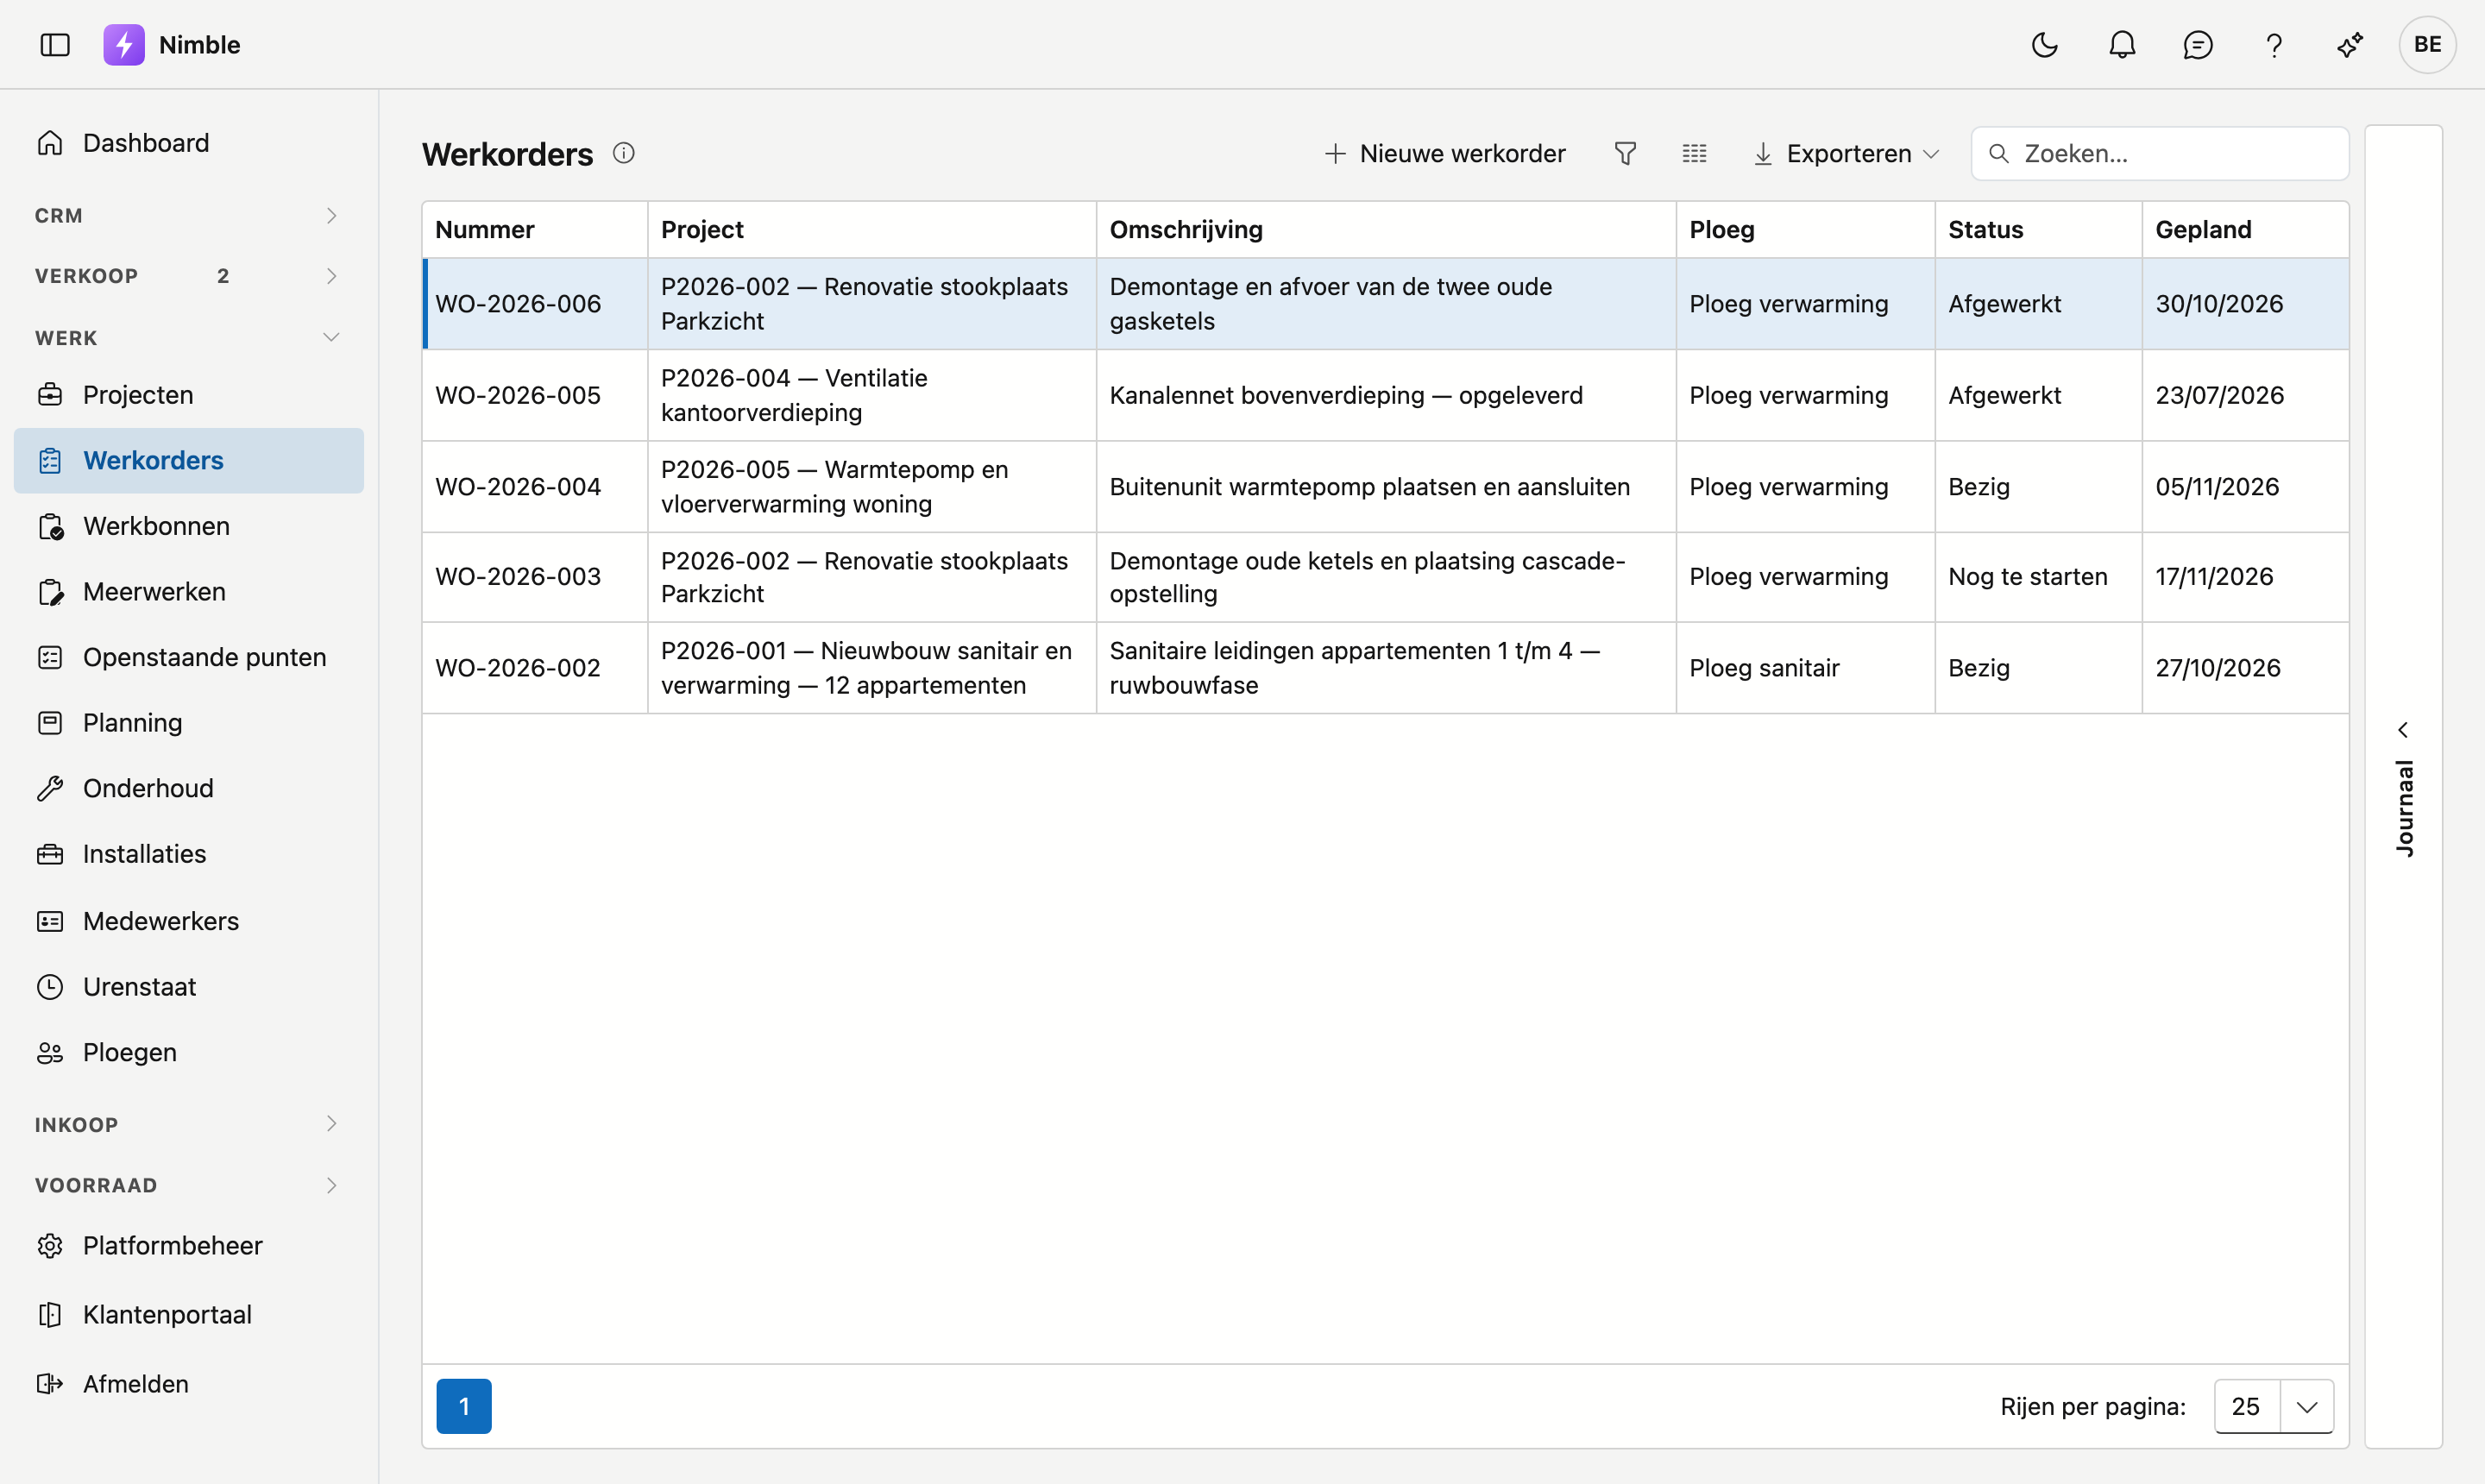 Nimble
BE
Dashboard
CRM
VERKOOP 2
WERK
Projecten
Werkorders
Werkbonnen
Meerwerken
Openstaande punten
Planning
Onderhoud
Installaties
Medewerkers
Urenstaat
Ploegen
INKOOP
VOORRAAD
Platformbeheer
Klantenportaal
Afmelden
Werkorders
Nieuwe werkorder
Exporteren
Zoeken...
Nummer Project Omschrijving Ploeg Status Gepland
WO-2026-006 P2026-002 — Renovatie stookplaats Parkzicht Demontage en afvoer van de twee oude gasketels Ploeg verwarming Afgewerkt 30/10/2026
WO-2026-005 P2026-004 — Ventilatie kantoorverdieping Kanalennet bovenverdieping — opgeleverd Ploeg verwarming Afgewerkt 23/07/2026
WO-2026-004 P2026-005 — Warmtepomp en vloerverwarming woning Buitenunit warmtepomp plaatsen en aansluiten Ploeg verwarming Bezig 05/11/2026
WO-2026-003 P2026-002 — Renovatie stookplaats Parkzicht Demontage oude ketels en plaatsing cascade-opstelling Ploeg verwarming Nog te starten 17/11/2026
WO-2026-002 P2026-001 — Nieuwbouw sanitair en verwarming — 12 appartementen Sanitaire leidingen appartementen 1 t/m 4 — ruwbouwfase Ploeg sanitair Bezig 27/10/2026
1
Rijen per pagina: 25
Journaal